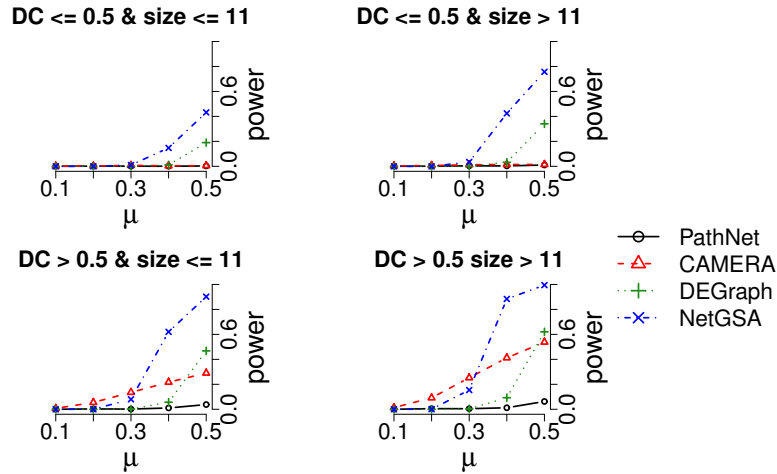 DC <= 0.5 & size <= 11
0.0 0.6
power
0.1 0.3 0.5
μ
DC <= 0.5 & size > 11
0.0 0.6
power
0.1 0.3 0.5
μ
DC > 0.5 & size <= 11
0.0 0.6
power
0.1 0.3 0.5
μ
DC > 0.5 size > 11
0.0 0.6
power
0.1 0.3 0.5
μ
PathNet
CAMERA
DEGraph
NetGSA